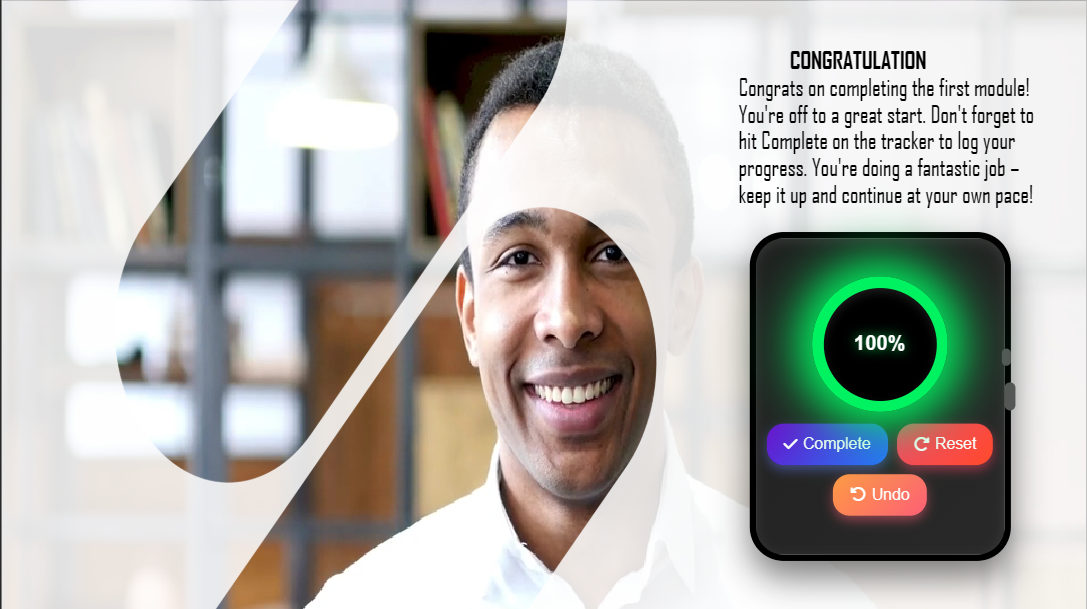 CONGRATULATION
Congrats on completing the first module!
You're off to a great start. Don't forget to
hit Complete on the tracker to log your
progress. You're doing a fantastic job –
keep it up and continue at your own pace!
100%
Complete
Reset
Undo